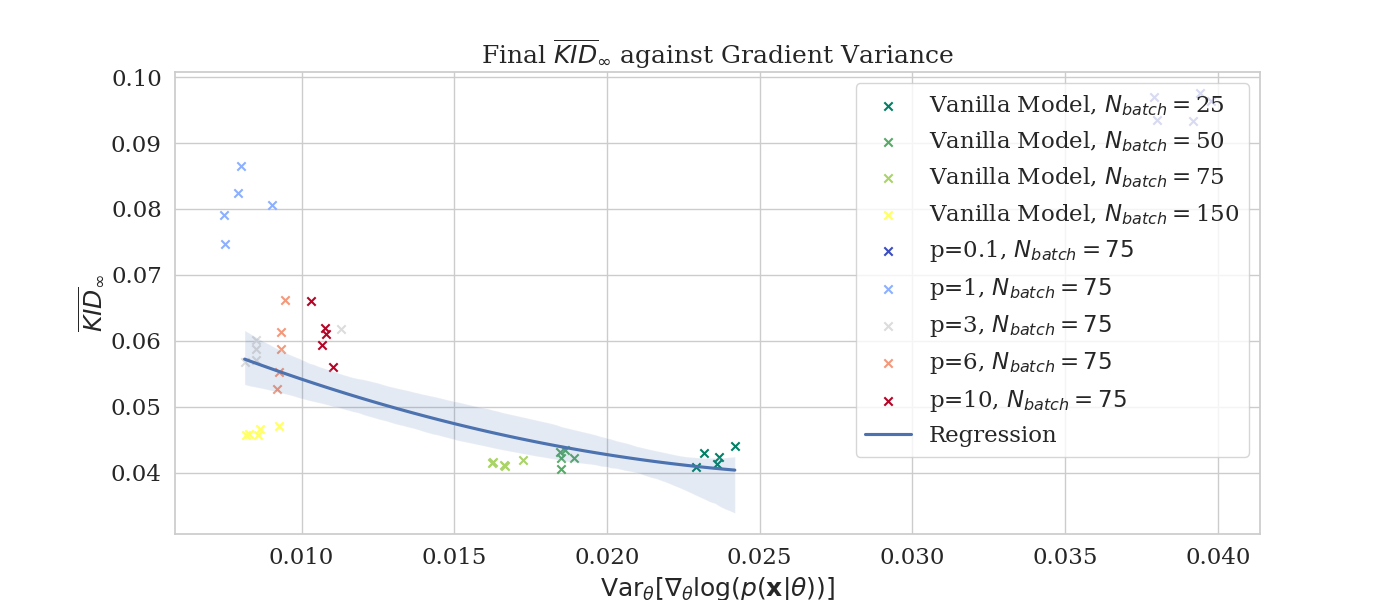 Final $\overline{KID}_\infty$ against Gradient Variance
$\overline{KID}_\infty$
0.10
0.09
0.08
0.07
0.06
0.05
0.04
Vanilla Model, $N_{batch} = 25$
Vanilla Model, $N_{batch} = 50$
Vanilla Model, $N_{batch} = 75$
Vanilla Model, $N_{batch} = 150$
p=0.1, $N_{batch} = 75$
p=1, $N_{batch} = 75$
p=3, $N_{batch} = 75$
p=6, $N_{batch} = 75$
p=10, $N_{batch} = 75$
Regression
0.010 0.015 0.020 0.025 0.030 0.035 0.040
$\mathrm{Var}_\theta[\nabla_\theta \log(p(\mathbf{x}|\theta))]$